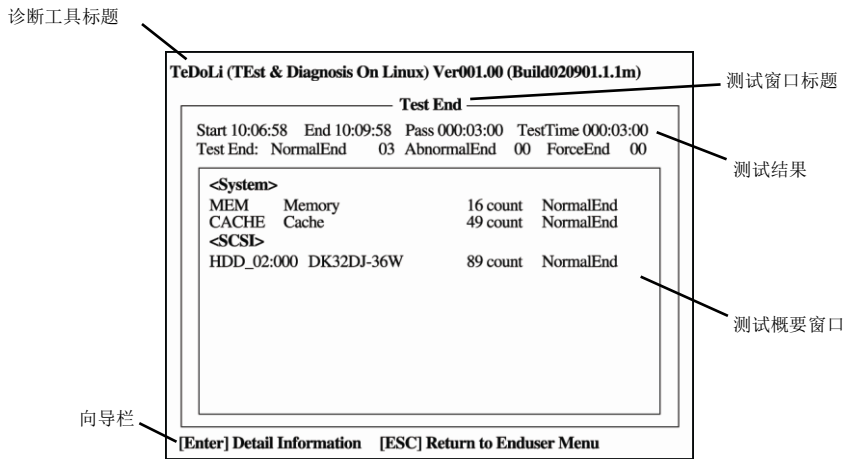 诊断工具标题
TeDoLi (TEst & Diagnosis On Linux) Ver001.00 (Build020901.1.1m)
测试窗口标题
Test End
Start 10:06:58 End 10:09:58 Pass 000:03:00 TestTime 000:03:00
Test End: NormalEnd 03 AbnormalEnd 00 ForceEnd 00
测试结果
<System>
MEM Memory 16 count NormalEnd
CACHE Cache 49 count NormalEnd
<SCSI>
HDD_02:000 DK32DJ-36W 89 count NormalEnd
测试概要窗口
向导栏
[Enter] Detail Information [ESC] Return to Enduser Menu